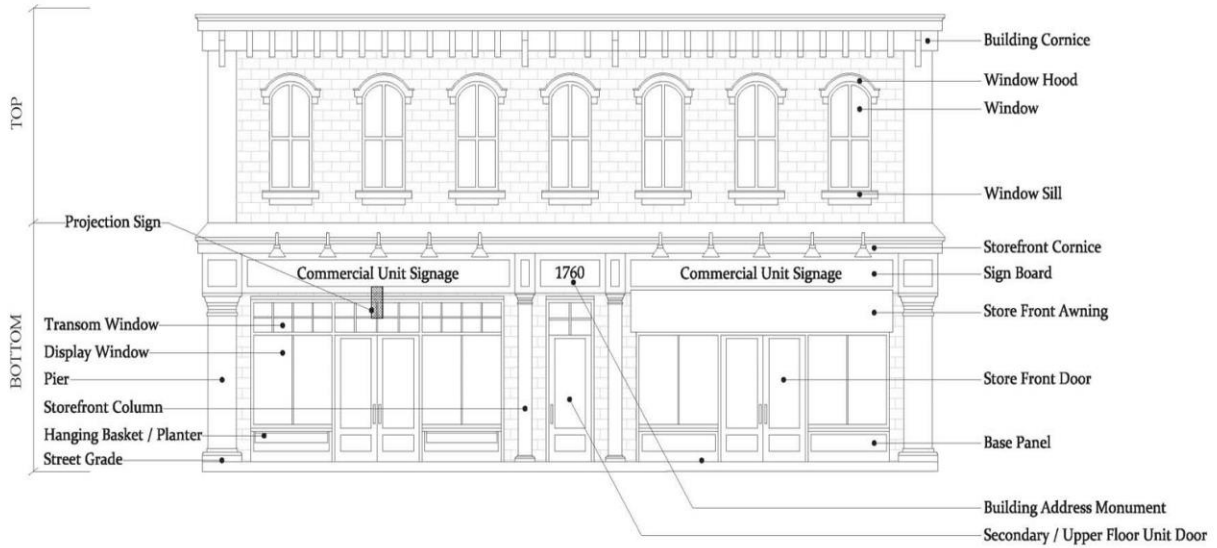 TOP
BOTTOM
Building Cornice
Window Hood
Window
Window Sill
Projection Sign
Storefront Cornice
Commercial Unit Signage
1760
Commercial Unit Signage
Sign Board
Store Front Awning
Transom Window
Display Window
Pier
Store Front Door
Storefront Column
Hanging Basket / Planter
Base Panel
Street Grade
Building Address Monument
Secondary / Upper Floor Unit Door